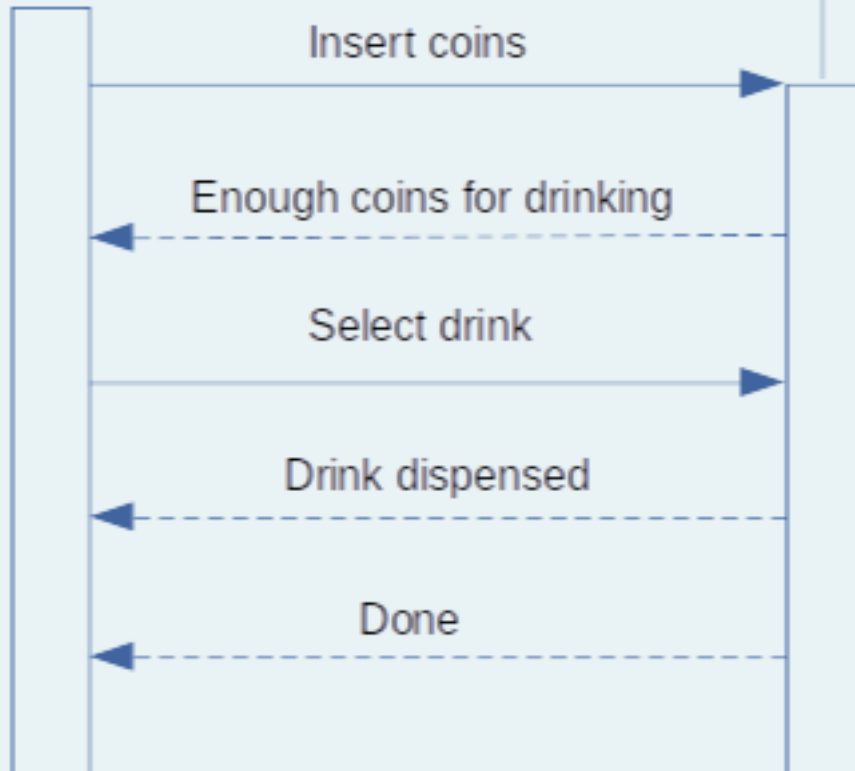 Insert coins
Enough coins for drinking
Select drink
Drink dispensed
Done